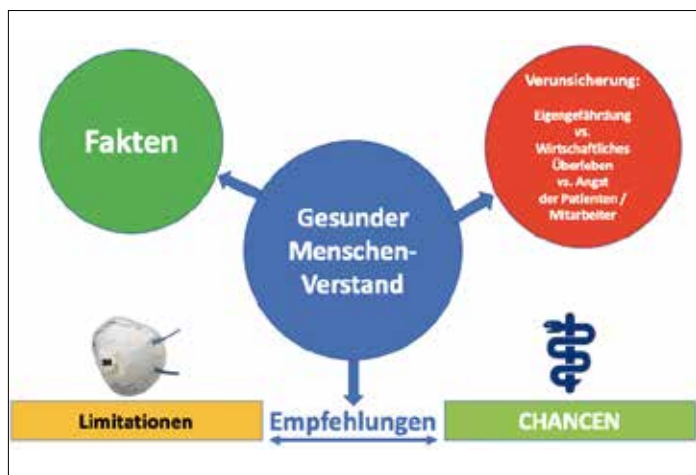 Fakten
Verunsicherung:
Eigengefährdung
vs.
Wirtschaftliches
Überleben
vs. Angst
der Patienten /
Mitarbeiter
Gesunder
Menschen-
Verstand
Limitationen
Empfehlungen
CHANCEN